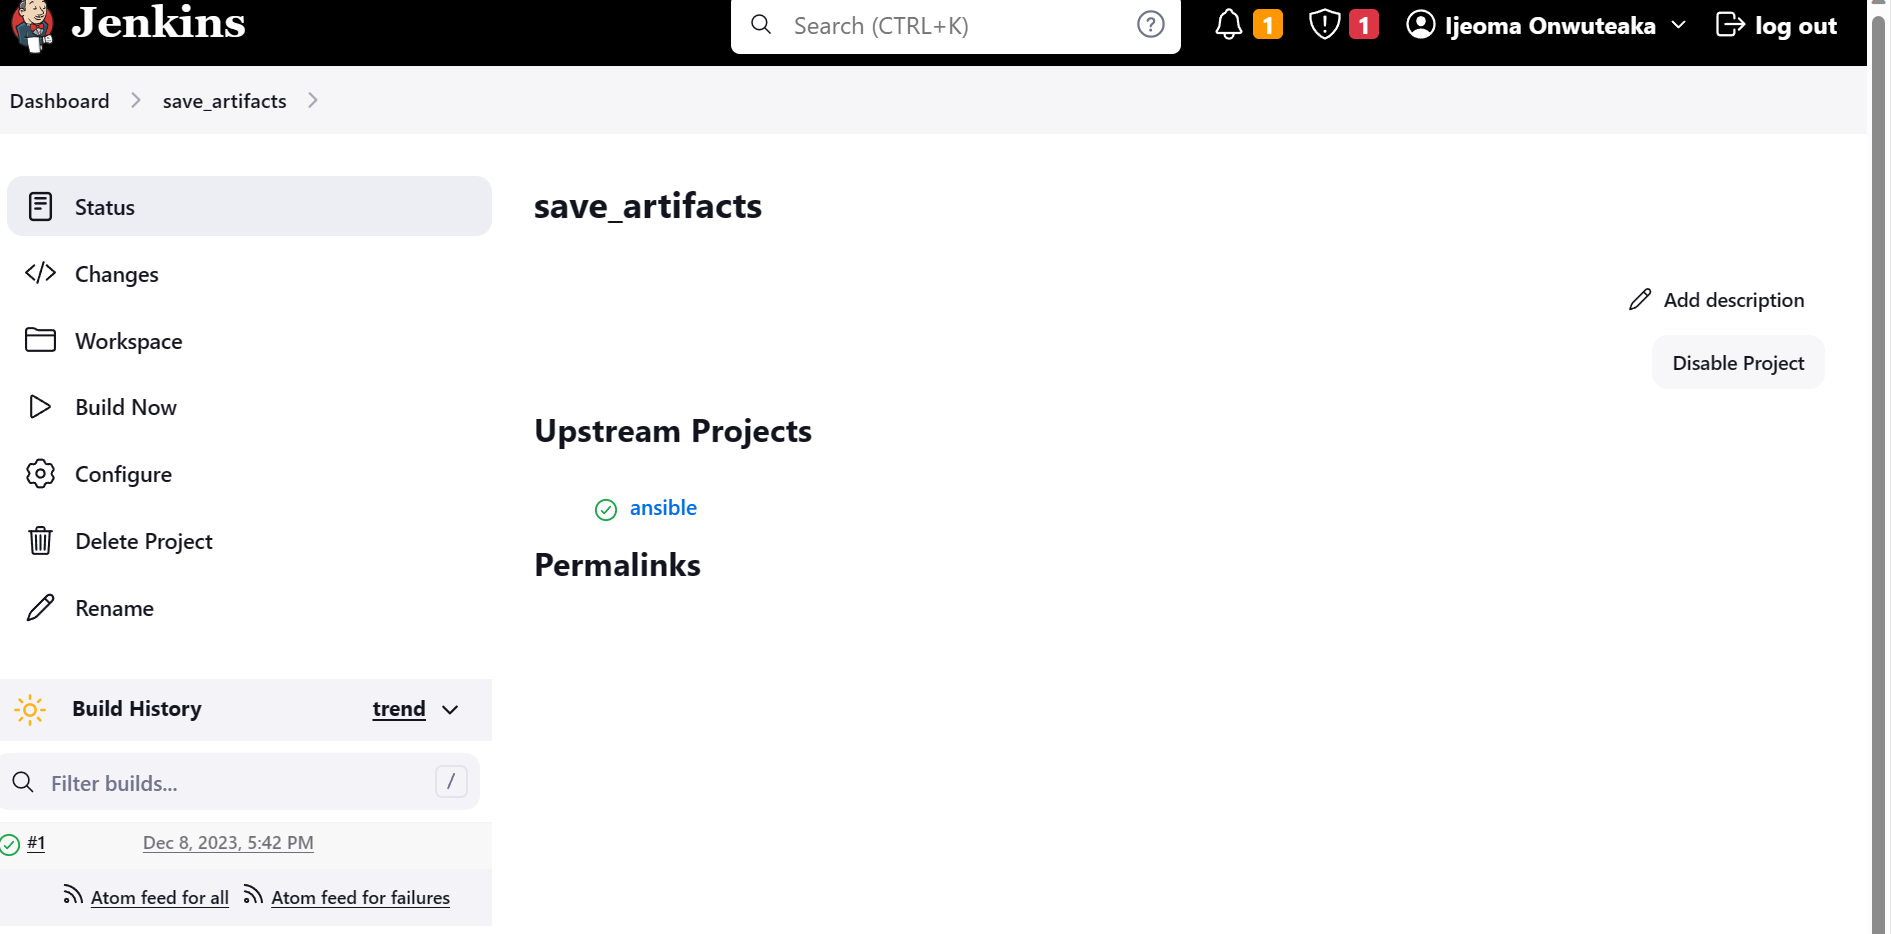 Jenkins
Search (CTRL+K)
1
1
Ijeoma Onwuteaka
log out
Dashboard
save_artifacts
Status
Changes
Workspace
Build Now
Configure
Delete Project
Rename
save_artifacts
Add description
Disable Project
Upstream Projects
ansible
Permalinks
Build History
trend
Filter builds...
/
#1
Dec 8, 2023, 5:42 PM
Atom feed for all
Atom feed for failures